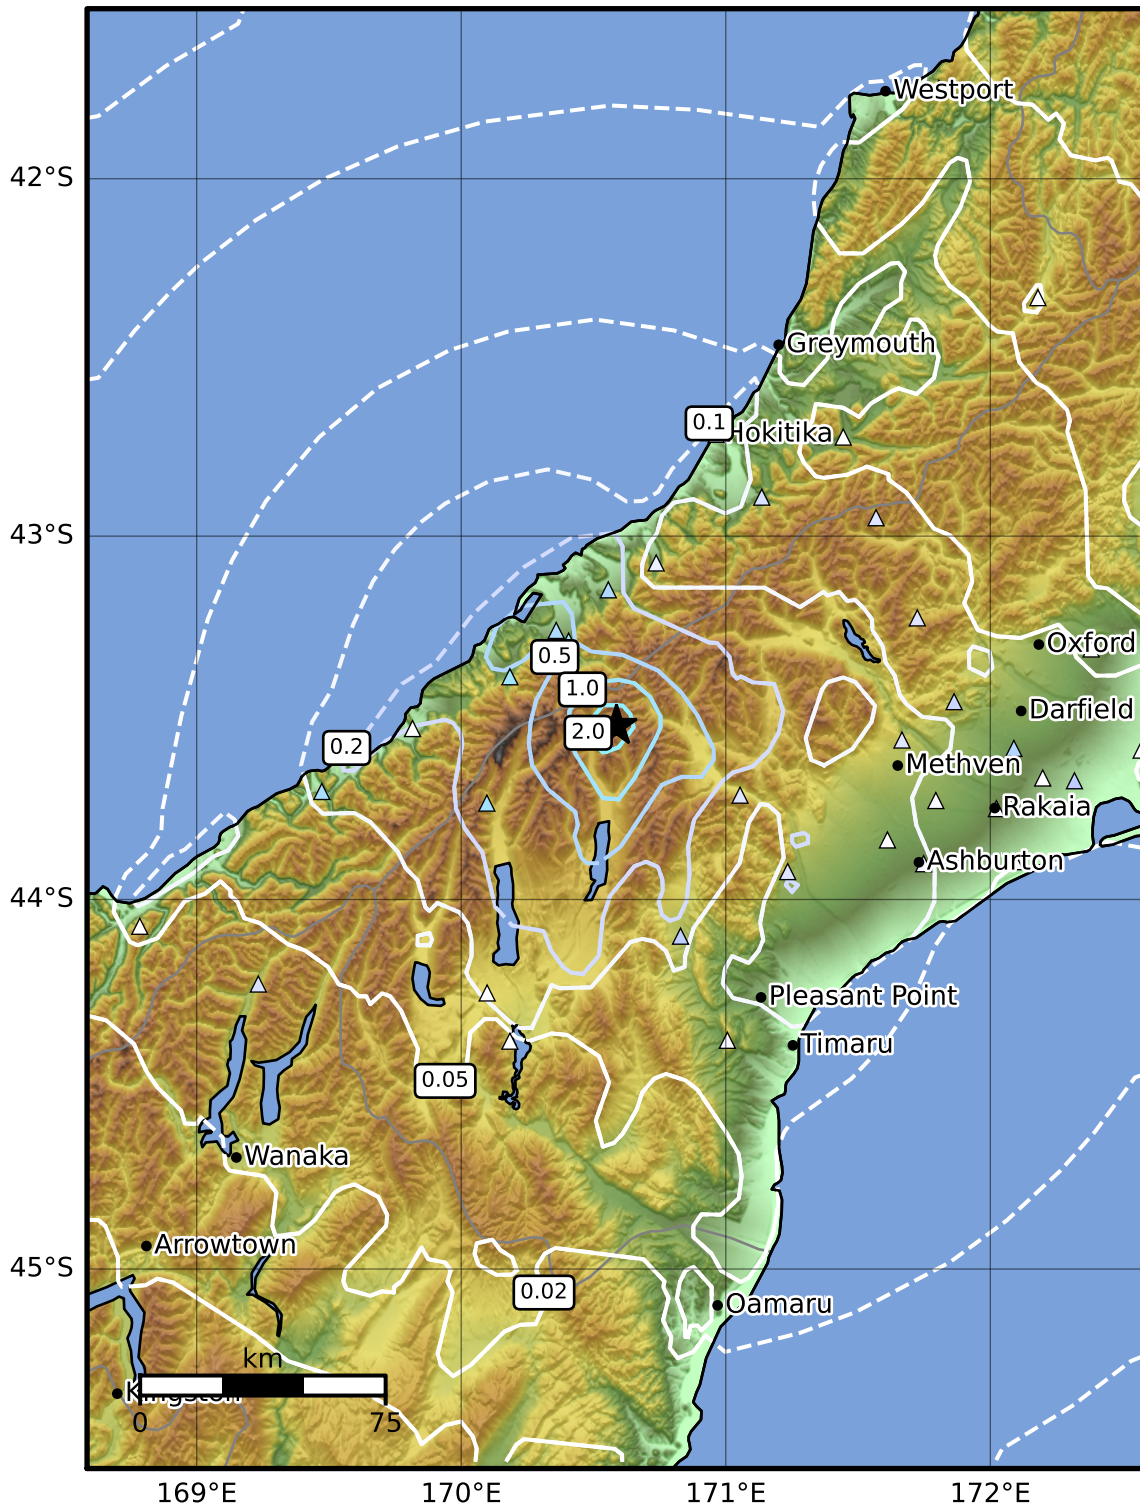 Westport
42°S
Greymouth
0.1
Hokitika
43°S
Oxford
0.5
1.0
Darfield
2.0
0.2
Methven
Rakaia
Ashburton
44°S
Pleasant Point
Timaru
0.05
Wanaka
Arrowtown
45°S
0.02
Oamaru
km
Kingston
0 75
169°E 170°E 171°E 172°E